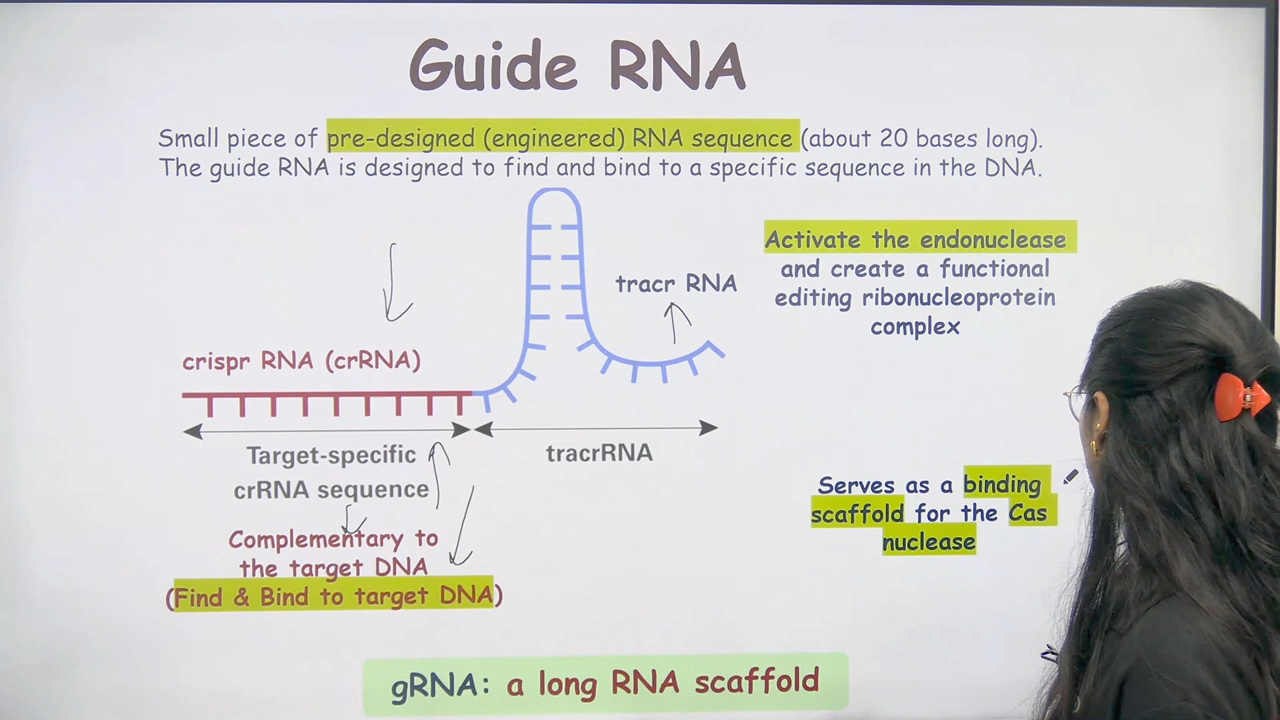 Guide RNA
Small piece of pre-designed (engineered) RNA sequence (about 20 bases long).
The guide RNA is designed to find and bind to a specific sequence in the DNA.
Activate the endonuclease
and create a functional
editing ribonucleoprotein
complex
tracr RNA
crispr RNA (crRNA)
Target-specific
crRNA sequence
tracrRNA
Complementary to
the target DNA
(Find & Bind to target DNA)
Serves as a binding
scaffold for the Cas
nuclease
gRNA: a long RNA scaffold